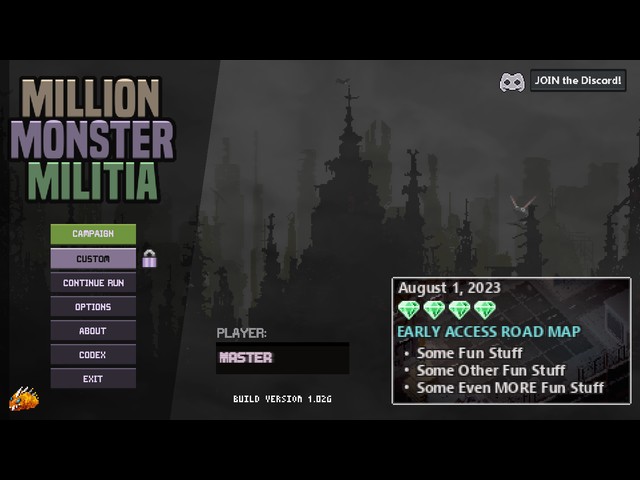 JOIN the Discord!
MILLION
MONSTER
MILITIA
CAMPAIGN
CUSTOM
CONTINUE RUN
OPTIONS
ABOUT
CODEX
EXIT
PLAYER:
MASTER
BUILD VERSION 1.02G
August 1, 2023
EARLY ACCESS ROAD MAP
• Some Fun Stuff
• Some Other Fun Stuff
• Some Even MORE Fun Stuff